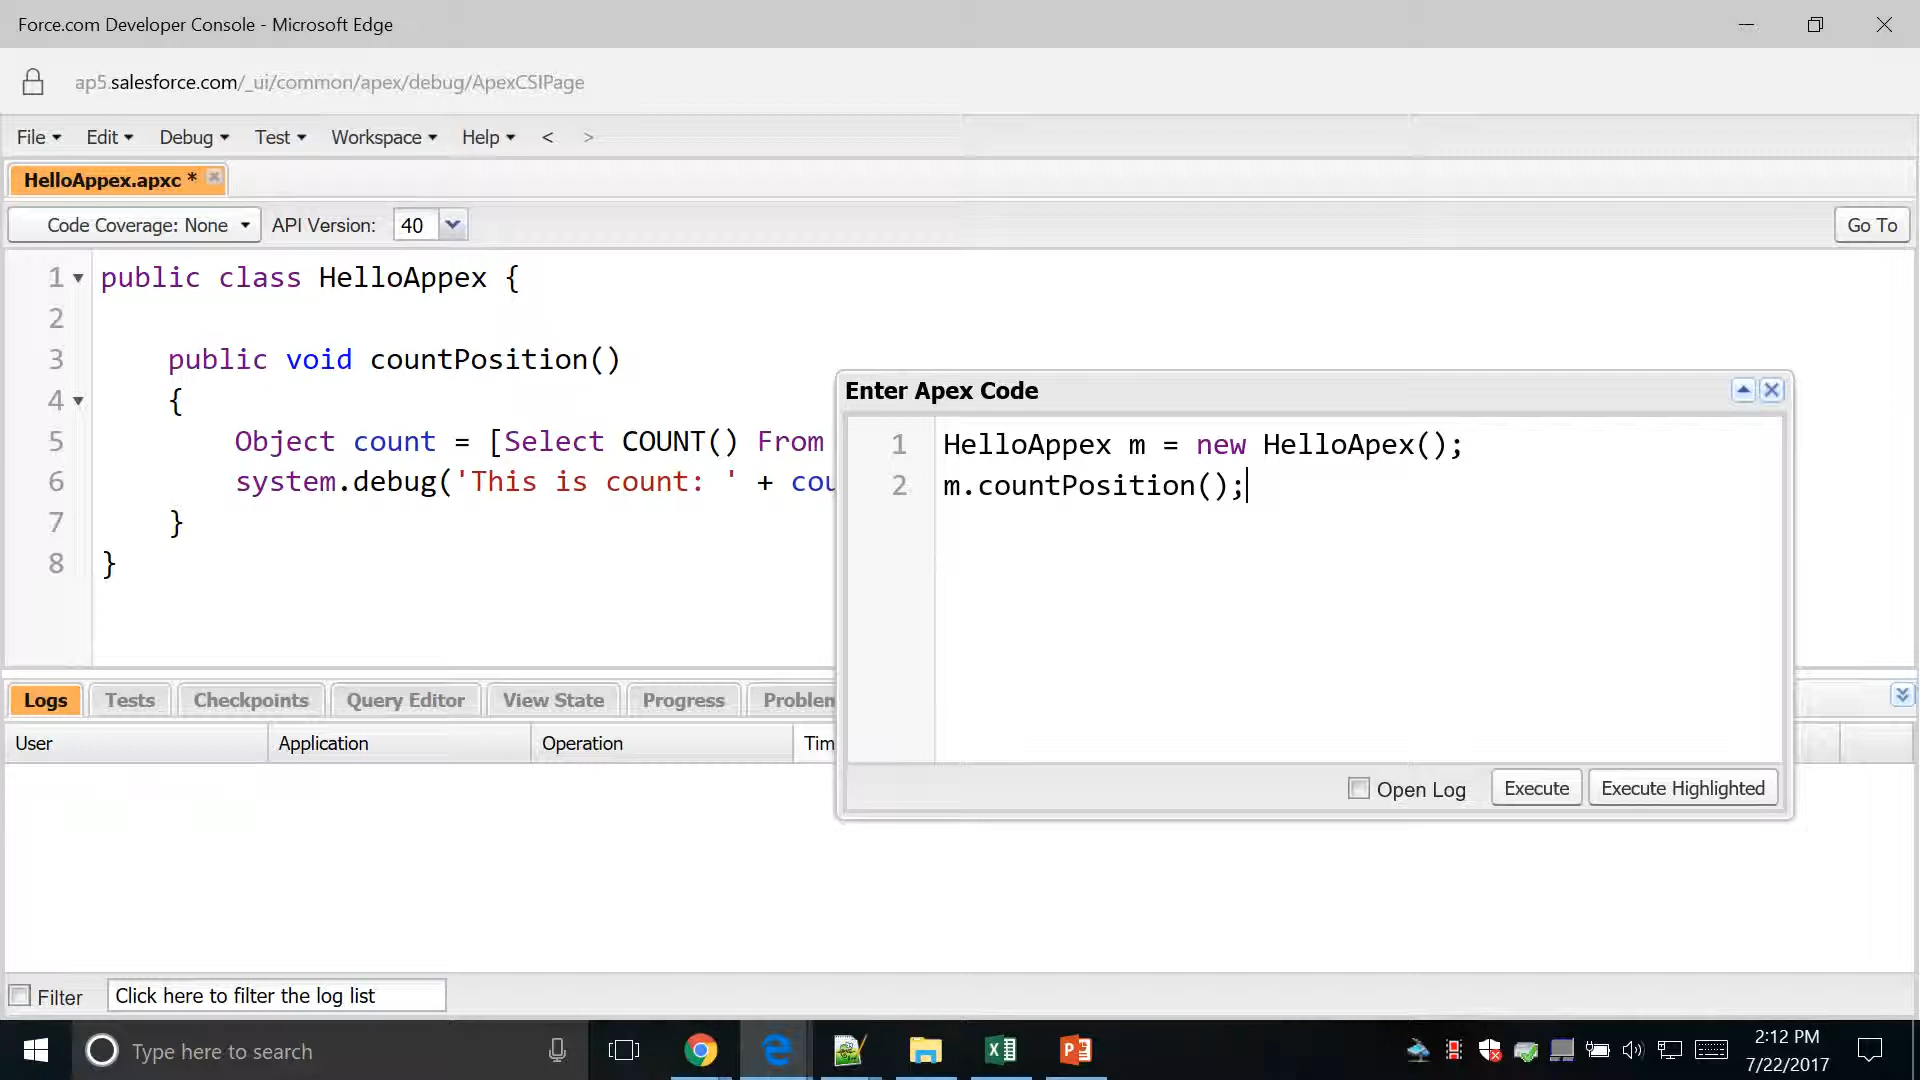 Force.com Developer Console - Microsoft Edge
ap5.salesforce.com/_ui/common/apex/debug/ApexCSIPage
File Edit Debug Test Workspace Help < >
HelloAppex.apxc *
Code Coverage: None API Version: 40 Go To
1 public class HelloAppex {
2
3 public void countPosition()
4 {
5 Object count = [Select COUNT() From
6 system.debug('This is count: ' + cou
7 }
8 }
Enter Apex Code
1 HelloAppex m = new HelloApex();
2 m.countPosition();
Open Log Execute Execute Highlighted
Logs Tests Checkpoints Query Editor View State Progress Problem
User Application Operation Tim
Filter Click here to filter the log list
Type here to search
2:12 PM
7/22/2017